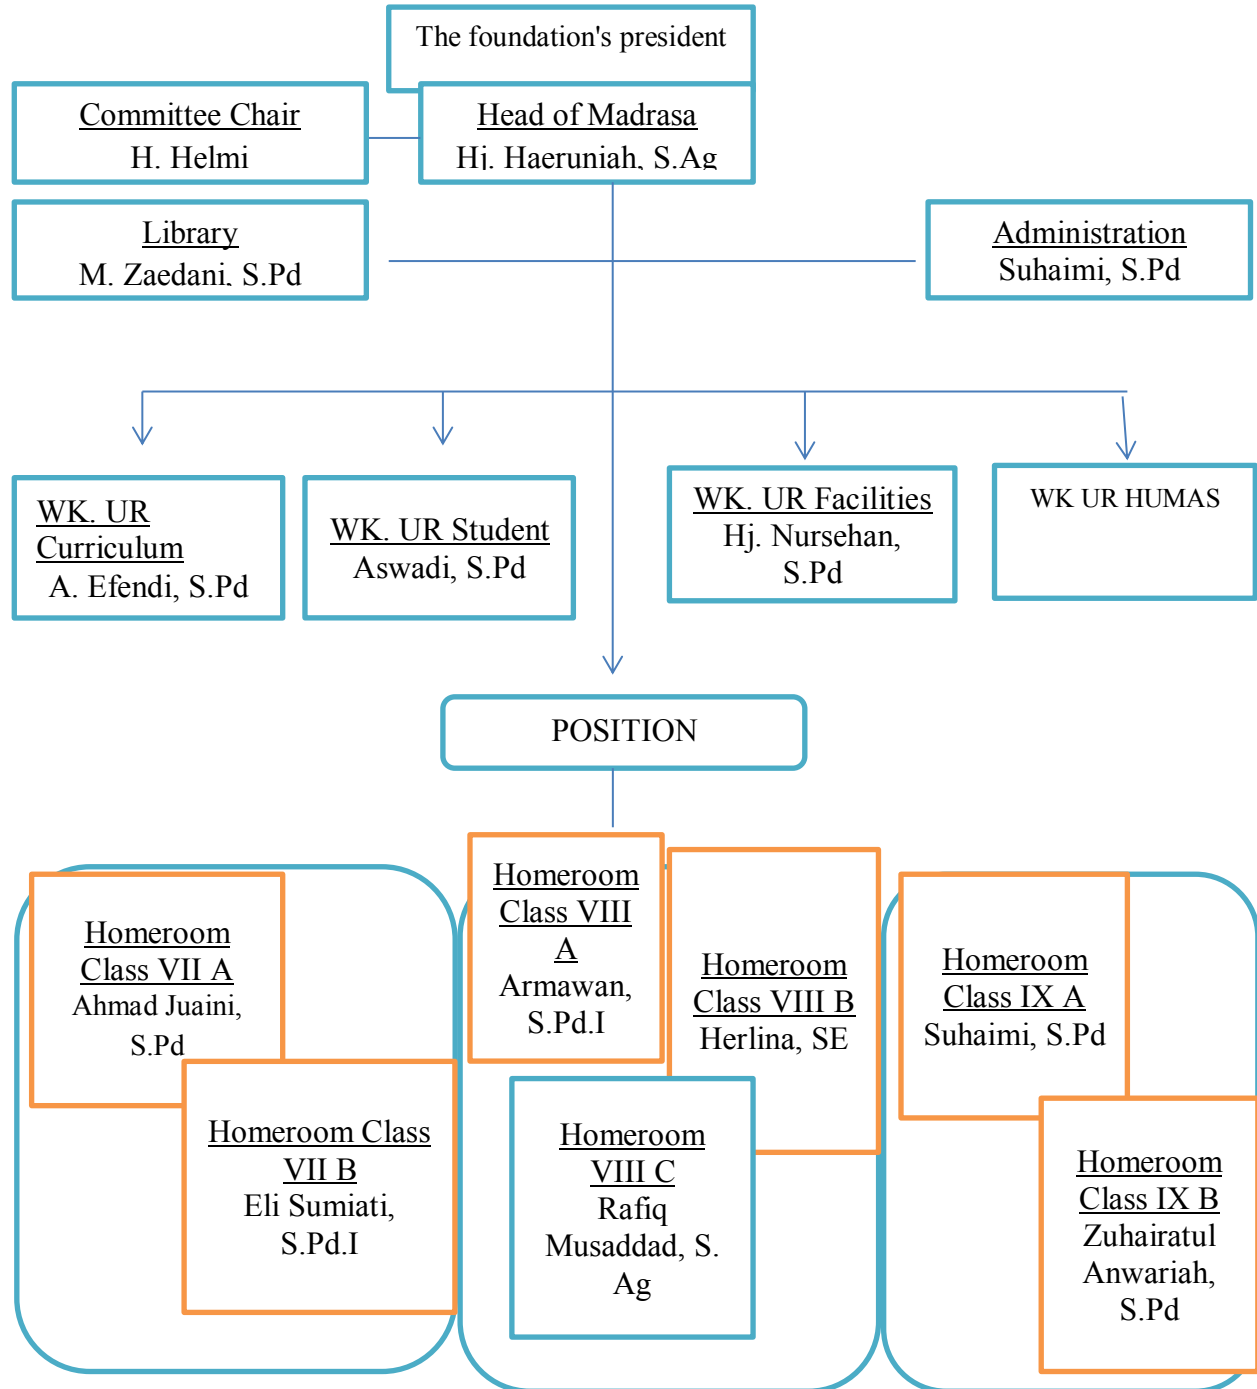 The foundation's president
Committee Chair
H. Helmi
Head of Madrasa
Hj. Haeruniah, S.Ag
Library
M. Zaedani, S.Pd
Administration
Suhaimi, S.Pd
WK. UR
Curriculum
A. Efendi, S.Pd
WK. UR Student
Aswadi, S.Pd
WK. UR Facilities
Hj. Nursehan,
S.Pd
WK UR HUMAS
POSITION
Homeroom
Class VII A
Ahmad Juaini,
S.Pd
Homeroom Class
VII B
Eli Sumiati,
S.Pd.I
Homeroom
Class VIII
A
Armawan,
S.Pd.I
Homeroom
Class VIII B
Herlina, SE
Homeroom
VIII C
Rafiq
Musaddad, S.
Ag
Homeroom
Class IX A
Suhaimi, S.Pd
Homeroom
Class IX B
Zuhairatul
Anwariah,
S.Pd